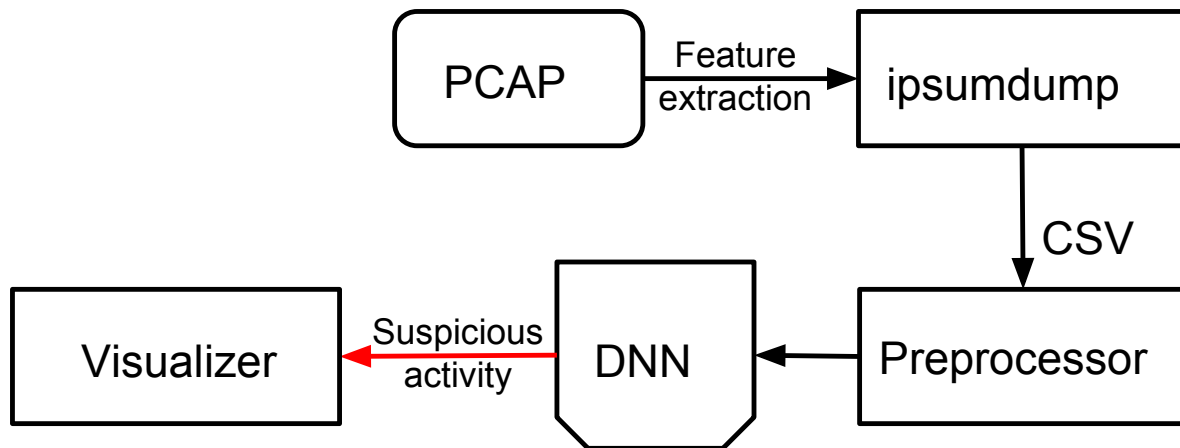 PCAP
Feature
extraction
ipsumdump
CSV
Visualizer
Suspicious
activity
DNN
Preprocessor